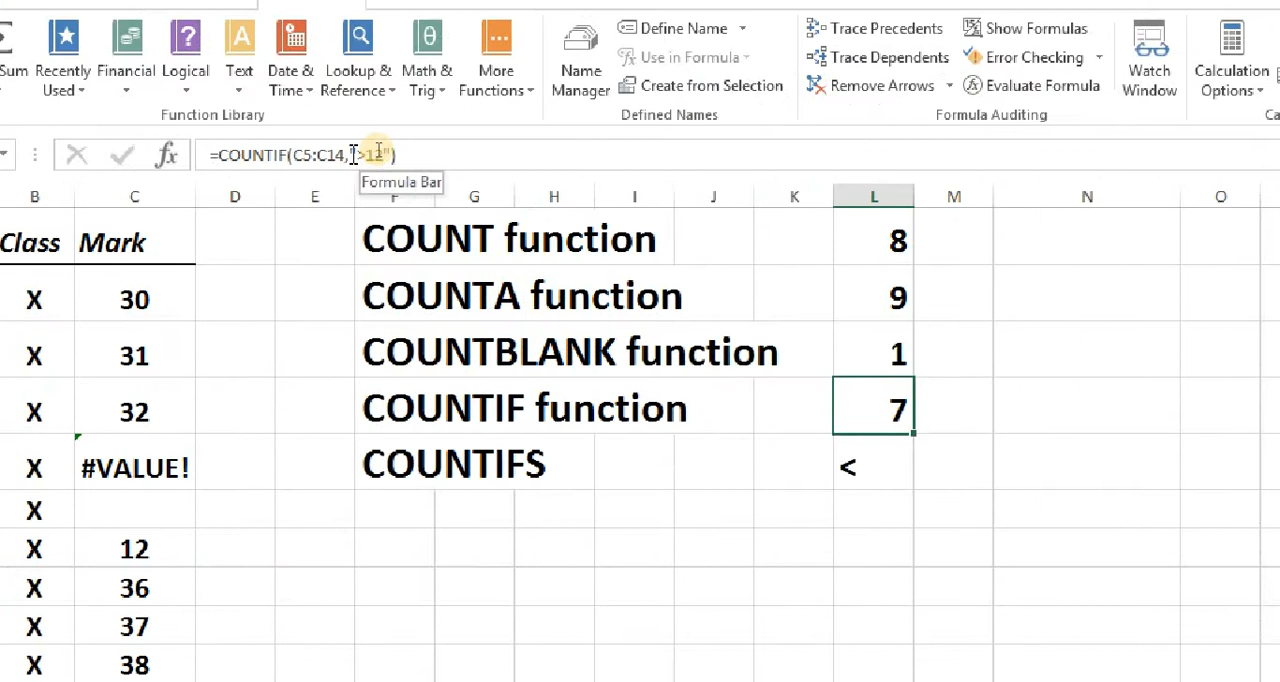 Sum Recently Used Financial Logical Text Date & Time Lookup & Reference Math & Trig More Functions
Function Library
Name Manager
Define Name
Use in Formula
Create from Selection
Defined Names
Trace Precedents
Trace Dependents
Remove Arrows
Show Formulas
Error Checking
Evaluate Formula
Formula Auditing
Watch Window
Calculation Options
fx =COUNTIF(C5:C14,">12")
Formula Bar
B C D E F G H I J K L M N O
Class Mark COUNT function 8
X 30 COUNTA function 9
X 31 COUNTBLANK function 1
X 32 COUNTIF function 7
X #VALUE! COUNTIFS <
X
X 12
X 36
X 37
X 38